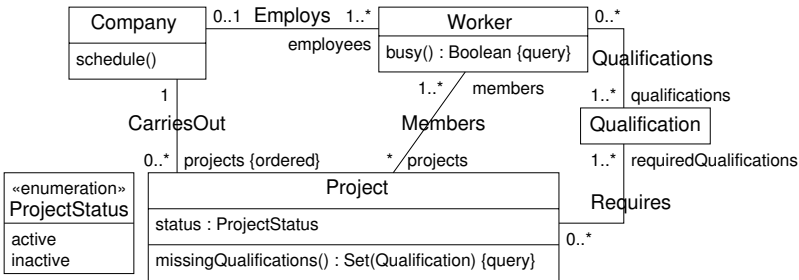 Company
schedule()
0..1
Employs
1..*
employees
Worker
busy() : Boolean {query}
0..*
Qualifications
1..*
qualifications
Qualification
1..*
requiredQualifications
Requires
0..*
1
CarriesOut
0..*
projects {ordered}
1..*
members
Members
*
projects
«enumeration»
ProjectStatus
active
inactive
Project
status : ProjectStatus
missingQualifications() : Set(Qualification) {query}